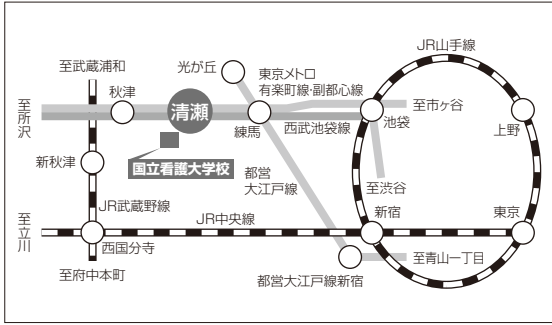 JR山手線
至武蔵浦和
光が丘
東京メトロ
有楽町線・副都心線
秋津
清瀬
至所沢
練馬
至市ヶ谷
池袋
上野
西武池袋線
新秋津
国立看護大学校
都営
大江戸線
至渋谷
JR武蔵野線
JR中央線
新宿
東京
至立川
西国分寺
至府中本町
都営大江戸線新宿
至青山一丁目